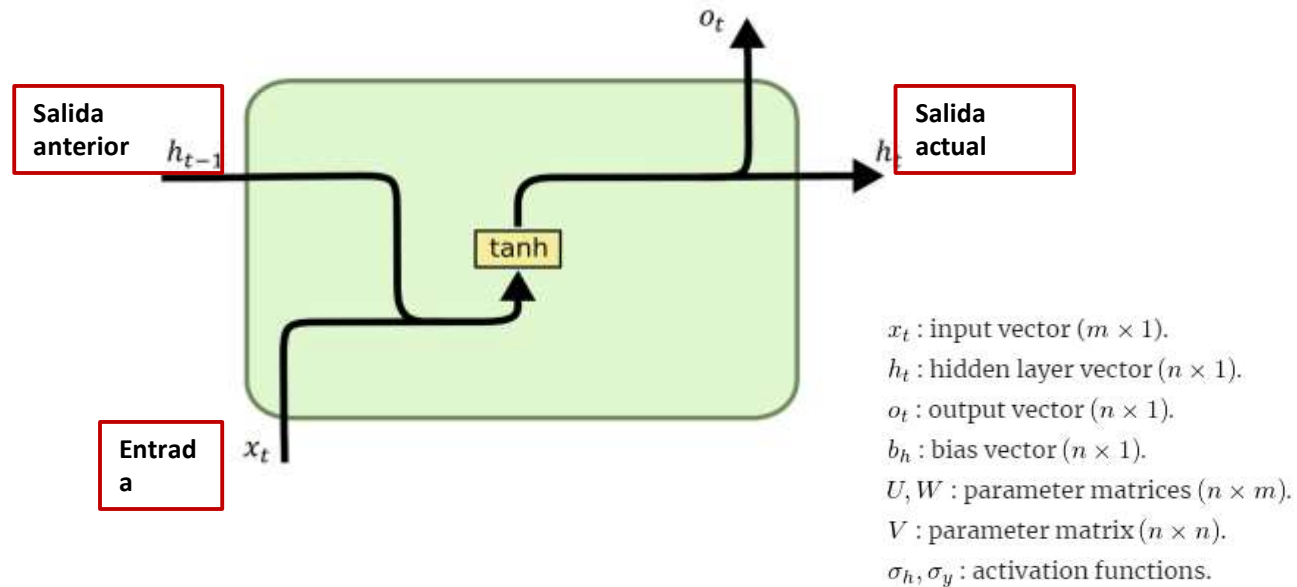 o_t
Salida
anterior
h_{t-1}
Salida
actual
h_t
tanh
Entrad
a
x_t
x_t : input vector (m × 1).
h_t : hidden layer vector (n × 1).
o_t : output vector (n × 1).
b_h : bias vector (n × 1).
U, W : parameter matrices (n × m).
V : parameter matrix (n × n).
σ_h, σ_y : activation functions.